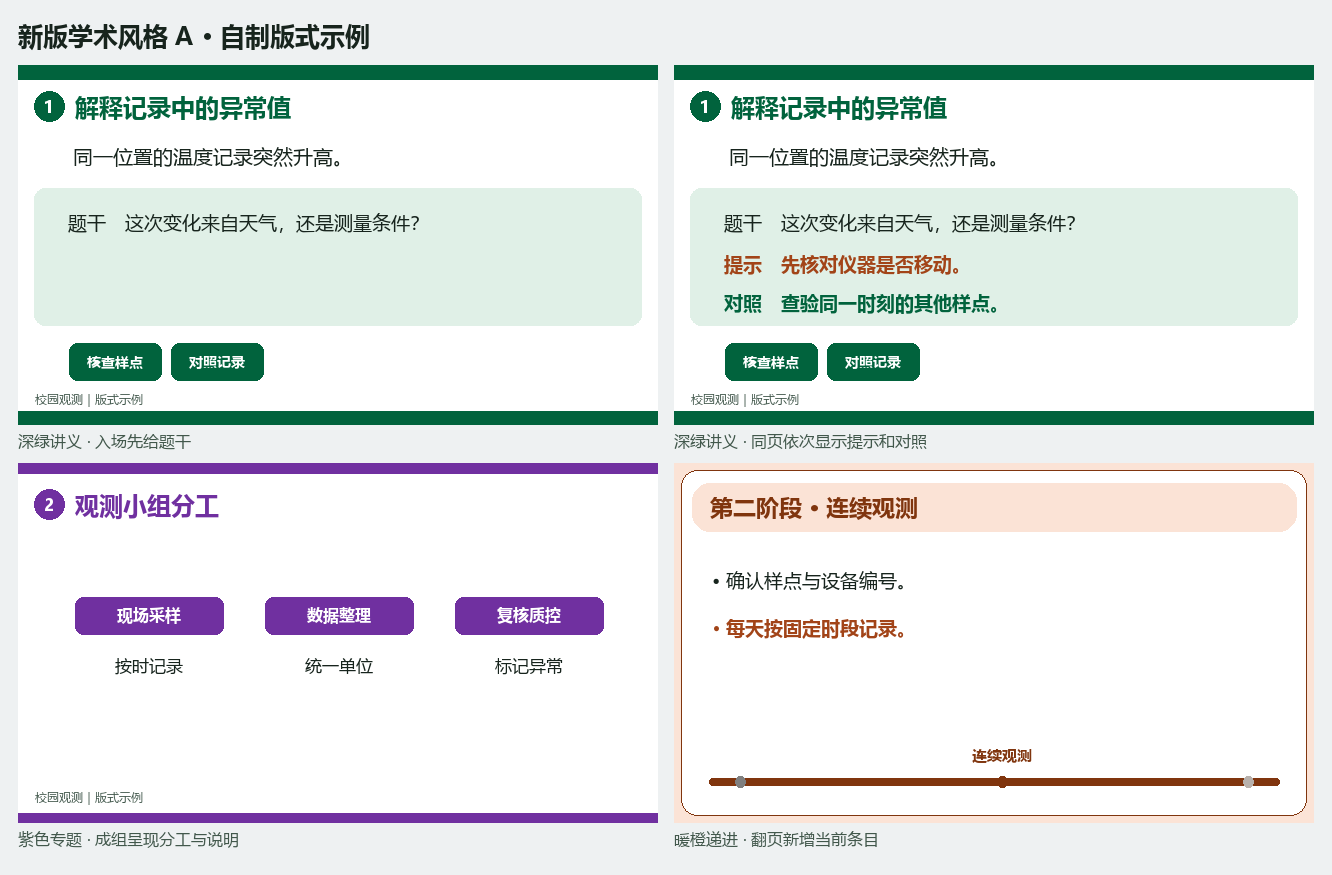 新版学术风格 A·自制版式示例
1 解释记录中的异常值
同一位置的温度记录突然升高。
题干 这次变化来自天气，还是测量条件？
核查样点 对照记录
校园观测｜版式示例
深绿讲义 · 入场先给题干
1 解释记录中的异常值
同一位置的温度记录突然升高。
题干 这次变化来自天气，还是测量条件？
提示 先核对仪器是否移动。
对照 查验同一时刻的其他样点。
核查样点 对照记录
校园观测｜版式示例
深绿讲义 · 同页依次显示提示和对照
2 观测小组分工
现场采样 数据整理 复核质控
按时记录 统一单位 标记异常
校园观测｜版式示例
紫色专题 · 成组呈现分工与说明
第二阶段·连续观测
• 确认样点与设备编号。
• 每天按固定时段记录。
连续观测
暖橙递进 · 翻页新增当前条目